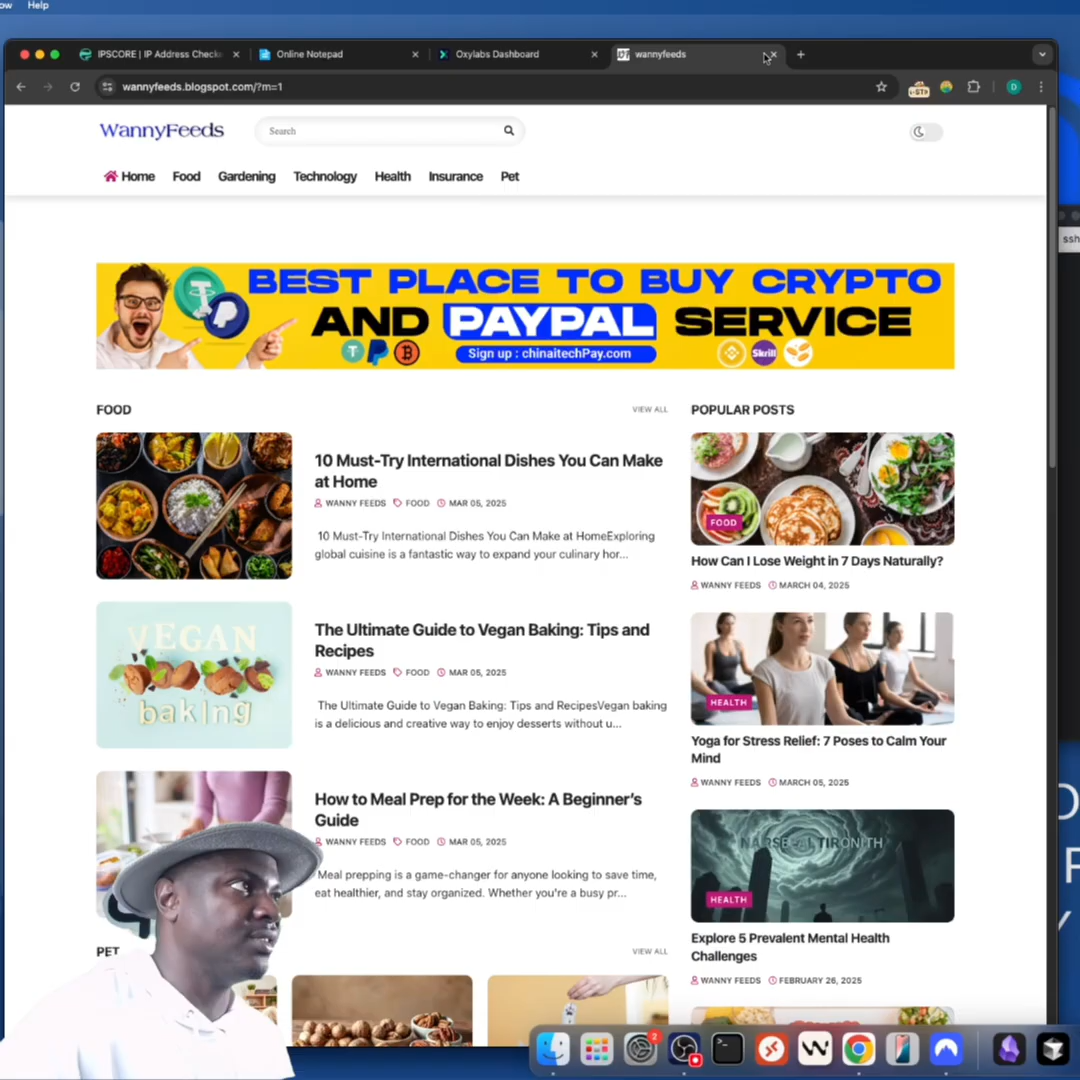 ow Help
IPSCORE | IP Address Check
Online Notepad
Oxylabs Dashboard
wannyfeeds
wannyfeeds.blogspot.com/?m=1
D
WannyFeeds
Search
Home Food Gardening Technology Health Insurance Pet
ssh
BEST PLACE TO BUY CRYPTO
AND PAYPAL SERVICE
Sign up : chinaitechPay.com
Skrill
FOOD
VIEW ALL
10 Must-Try International Dishes You Can Make
at Home
WANNY FEEDS FOOD MAR 05, 2025
10 Must-Try International Dishes You Can Make at HomeExploring
global cuisine is a fantastic way to expand your culinary hor...
VEGAN
baking
The Ultimate Guide to Vegan Baking: Tips and
Recipes
WANNY FEEDS FOOD MAR 05, 2025
The Ultimate Guide to Vegan Baking: Tips and RecipesVegan baking
is a delicious and creative way to enjoy desserts without u...
How to Meal Prep for the Week: A Beginner's
Guide
WANNY FEEDS FOOD MAR 05, 2025
Meal prepping is a game-changer for anyone looking to save time,
eat healthier, and stay organized. Whether you're a busy pr...
PET
VIEW ALL
POPULAR POSTS
FOOD
How Can I Lose Weight in 7 Days Naturally?
WANNY FEEDS MARCH 04, 2025
HEALTH
Yoga for Stress Relief: 7 Poses to Calm Your
Mind
WANNY FEEDS MARCH 05, 2025
HEALTH
Explore 5 Prevalent Mental Health
Challenges
WANNY FEEDS FEBRUARY 26, 2025
2